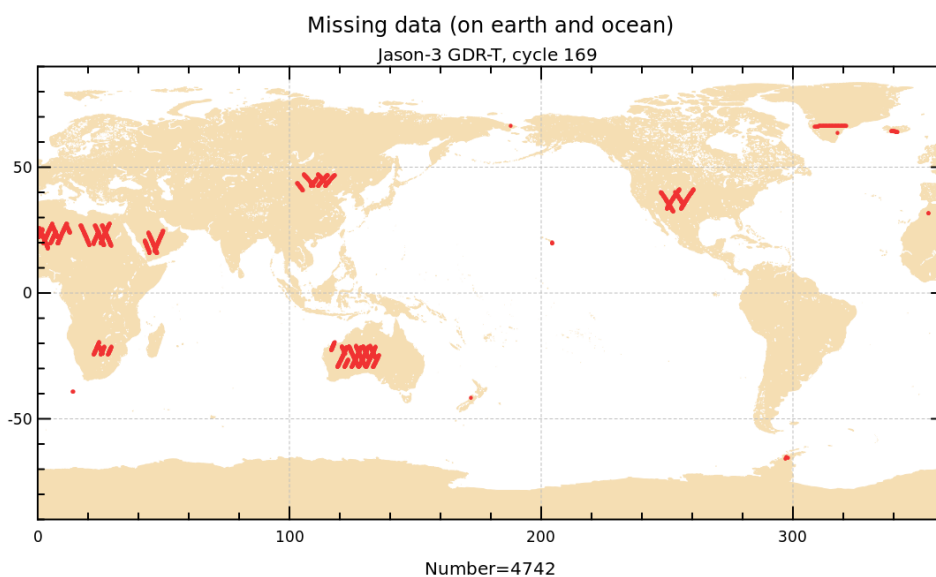 Missing data (on earth and ocean)
Jason-3 GDR-T, cycle 169
50
0
-50
0 100 200 300
Number=4742